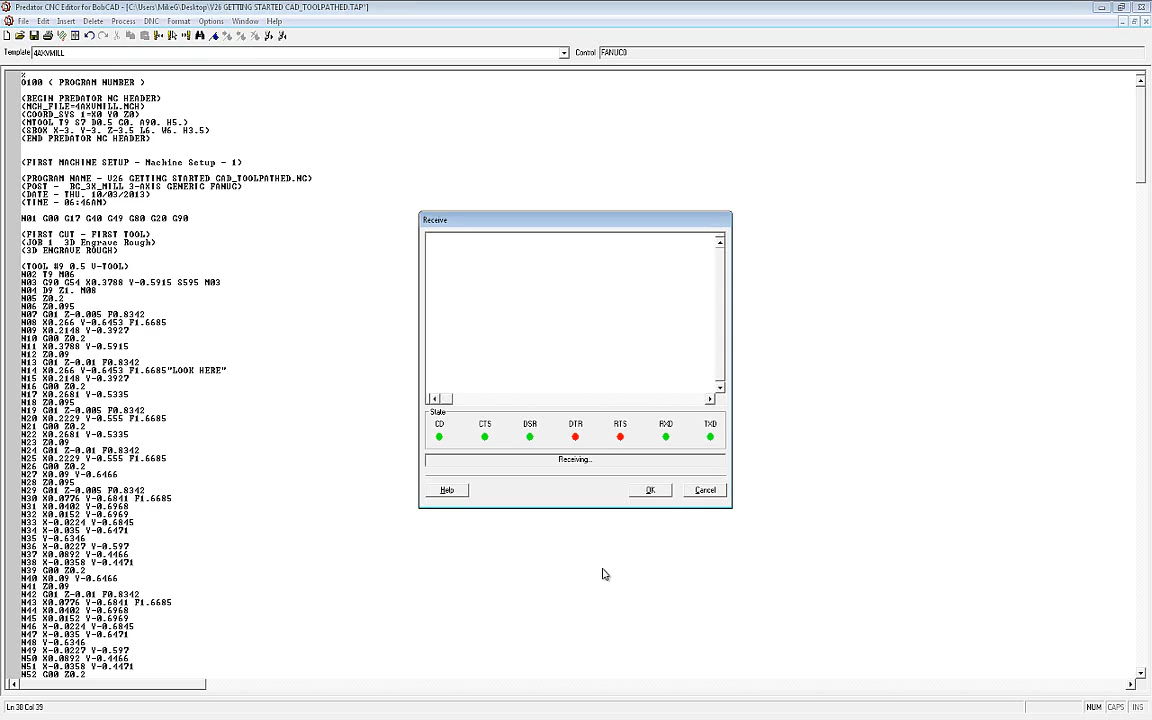 Predator CNC Editor for BobCAD - [C:\Users\MikeG\Desktop\V26 GETTING STARTED CAD_TOOLPATHED.TAP*]
File Edit Insert Delete Process DNC Format Options Window Help
Template 4AXVMILL Control FANUC0
%
O100 ( PROGRAM NUMBER )
(BEGIN PREDATOR NC HEADER)
(MCH_FILE=4AXVMILL.MCH)
(COORD_SYS 1=X0 Y0 Z0)
(MTOOL T9 S7 D0.5 C0. A90. H5.)
(SBOX X-3. Y-3. Z-3.5 L6. W6. H3.5)
(END PREDATOR NC HEADER)
(FIRST MACHINE SETUP - Machine Setup - 1)
(PROGRAM NAME - V26 GETTING STARTED CAD_TOOLPATHED.NC)
(POST -  BC_3X_MILL 3-AXIS GENERIC FANUC)
(DATE - THU. 10/03/2013)
(TIME - 06:46AM)
N01 G00 G17 G40 G49 G80 G20 G90
(FIRST CUT - FIRST TOOL)
(JOB 1  3D Engrave Rough)
(3D ENGRAVE ROUGH)
(TOOL #9 0.5 V-TOOL)
N02 T9 M06
N03 G90 G54 X0.3788 Y-0.5915 S595 M03
N04 D9 Z1. M08
N05 Z0.2
N06 Z0.095
N07 G01 Z-0.005 F0.8342
N08 X0.266 Y-0.6453 F1.6685
N09 X0.2148 Y-0.3927
N10 G00 Z0.2
N11 X0.3788 Y-0.5915
N12 Z0.09
N13 G01 Z-0.01 F0.8342
N14 X0.266 Y-0.6453 F1.6685"LOOK HERE"
N15 X0.2148 Y-0.3927
N16 G00 Z0.2
N17 X0.2681 Y-0.5335
N18 Z0.095
N19 G01 Z-0.005 F0.8342
N20 X0.2229 Y-0.555 F1.6685
N21 G00 Z0.2
N22 X0.2681 Y-0.5335
N23 Z0.09
N24 G01 Z-0.01 F0.8342
N25 X0.2229 Y-0.555 F1.6685
N26 G00 Z0.2
N27 X0.09 Y-0.6466
N28 Z0.095
N29 G01 Z-0.005 F0.8342
N30 X0.0776 Y-0.6841 F1.6685
N31 X0.0402 Y-0.6968
N32 X0.0152 Y-0.6969
N33 X-0.0224 Y-0.6845
N34 X-0.035 Y-0.6471
N35 Y-0.6346
N36 X-0.0227 Y-0.597
N37 X0.0892 Y-0.4466
N38 X-0.0358 Y-0.4471
N39 G00 Z0.2
N40 X0.09 Y-0.6466
N41 Z0.09
N42 G01 Z-0.01 F0.8342
N43 X0.0776 Y-0.6841 F1.6685
N44 X0.0402 Y-0.6968
N45 X0.0152 Y-0.6969
N46 X-0.0224 Y-0.6845
N47 X-0.035 Y-0.6471
N48 Y-0.6346
N49 X-0.0227 Y-0.597
N50 X0.0892 Y-0.4466
N51 X-0.0358 Y-0.4471
N52 G00 Z0.2
Receive
State
CD CTS DSR DTR RTS RXD TXD
Receiving...
Help OK Cancel
Ln 38 Col 39 NUM CAPS INS